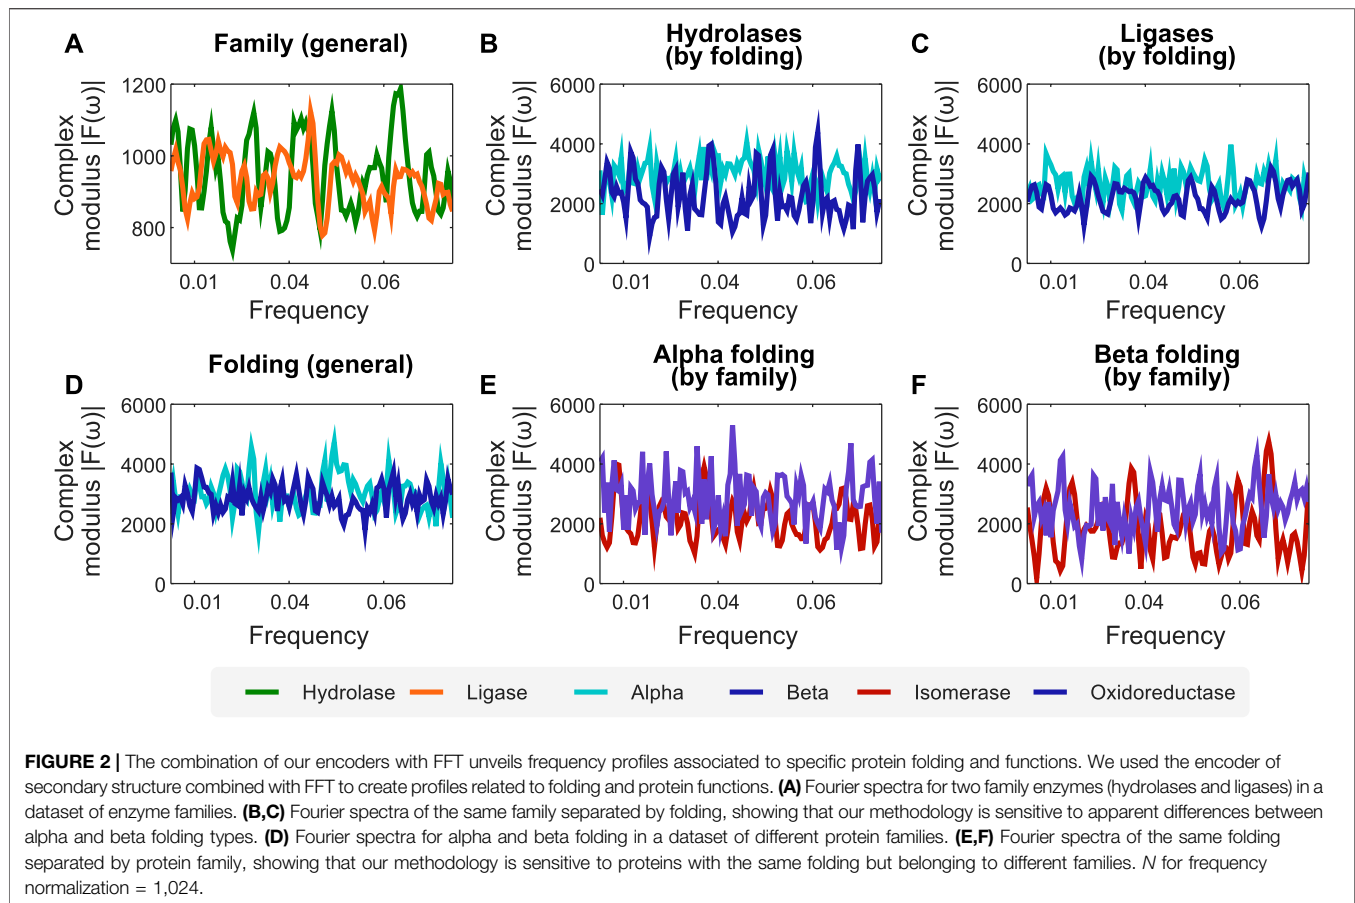 A
Family (general)
Complex
modulus |F(ω)|
1200
1000
800
0.01
0.04
0.06
Frequency
B
Hydrolases
(by folding)
Complex
modulus |F(ω)|
6000
4000
2000
0
0.01
0.04
0.06
Frequency
C
Ligases
(by folding)
Complex
modulus |F(ω)|
6000
4000
2000
0
0.01
0.04
0.06
Frequency
D
Folding (general)
Complex
modulus |F(ω)|
6000
4000
2000
0
0.01
0.04
0.06
Frequency
E
Alpha folding
(by family)
Complex
modulus |F(ω)|
6000
4000
2000
0
0.01
0.04
0.06
Frequency
F
Beta folding
(by family)
Complex
modulus |F(ω)|
6000
4000
2000
0
0.01
0.04
0.06
Frequency
Hydrolase Ligase Alpha Beta Isomerase Oxidoreductase
FIGURE 2 | The combination of our encoders with FFT unveils frequency profiles associated to specific protein folding and functions. We used the encoder of
secondary structure combined with FFT to create profiles related to folding and protein functions. (A) Fourier spectra for two family enzymes (hydrolases and ligases) in a
dataset of enzyme families. (B,C) Fourier spectra of the same family separated by folding, showing that our methodology is sensitive to apparent differences between
alpha and beta folding types. (D) Fourier spectra for alpha and beta folding in a dataset of different protein families. (E,F) Fourier spectra of the same folding
separated by protein family, showing that our methodology is sensitive to proteins with the same folding but belonging to different families. N for frequency
normalization = 1,024.